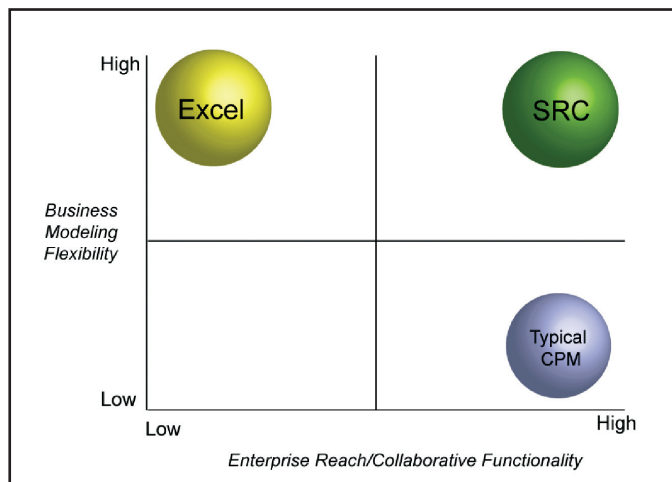 High
Excel
SRC
Business
Modeling
Flexibility
Typical
CPM
Low
Low
High
Enterprise Reach/Collaborative Functionality